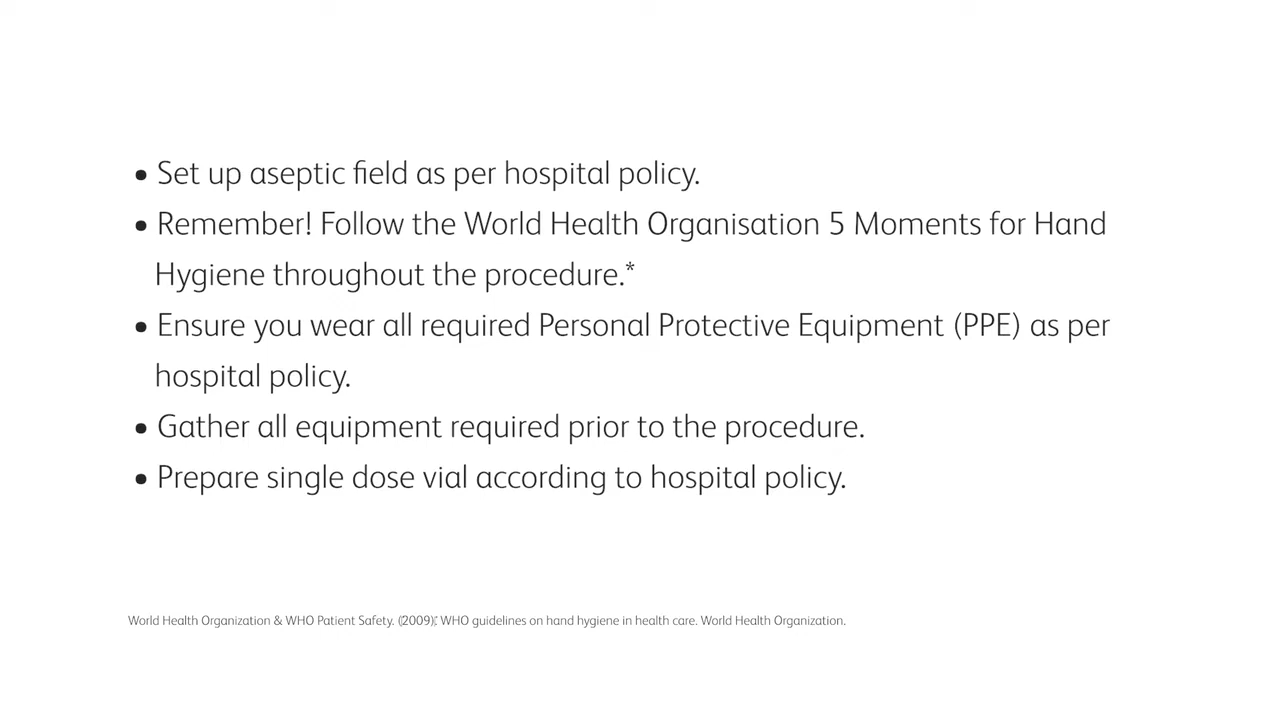 • Set up aseptic field as per hospital policy.
• Remember! Follow the World Health Organisation 5 Moments for Hand
Hygiene throughout the procedure.*
• Ensure you wear all required Personal Protective Equipment (PPE) as per
hospital policy.
• Gather all equipment required prior to the procedure.
• Prepare single dose vial according to hospital policy.
World Health Organization & WHO Patient Safety. (2009)‎.‎ WHO guidelines on hand hygiene in health care. World Health Organization.